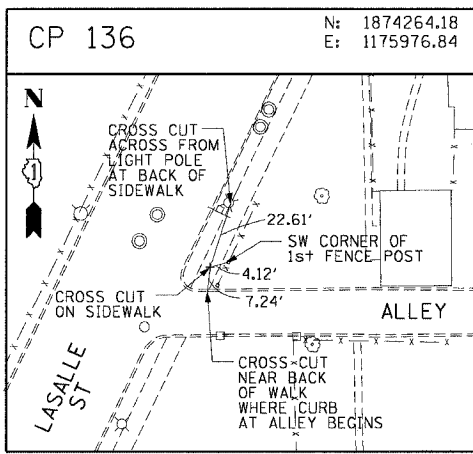 CP 136
N: 1874264.18
E: 1175976.84
N
1
CROSS CUT
ACROSS FROM
LIGHT POLE
AT BACK OF
SIDEWALK
22.61'
SW CORNER OF
1st FENCE POST
4.12'
7.24'
CROSS CUT
ON SIDEWALK
ALLEY
CROSS CUT
NEAR BACK
OF WALK
WHERE CURB
AT ALLEY BEGINS
LASALLE
ST